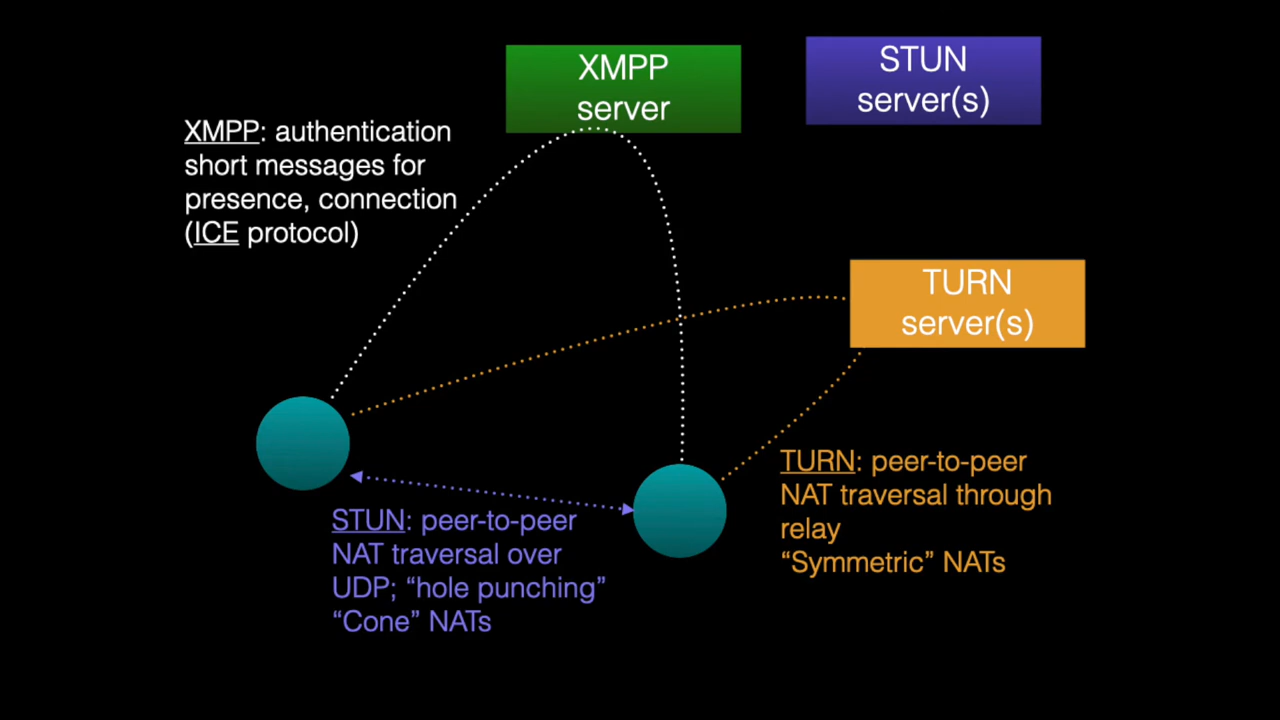 XMPP
server
STUN
server(s)
XMPP: authentication
short messages for
presence, connection
(ICE protocol)
TURN
server(s)
TURN: peer-to-peer
NAT traversal through
relay
“Symmetric” NATs
STUN: peer-to-peer
NAT traversal over
UDP; “hole punching”
“Cone” NATs